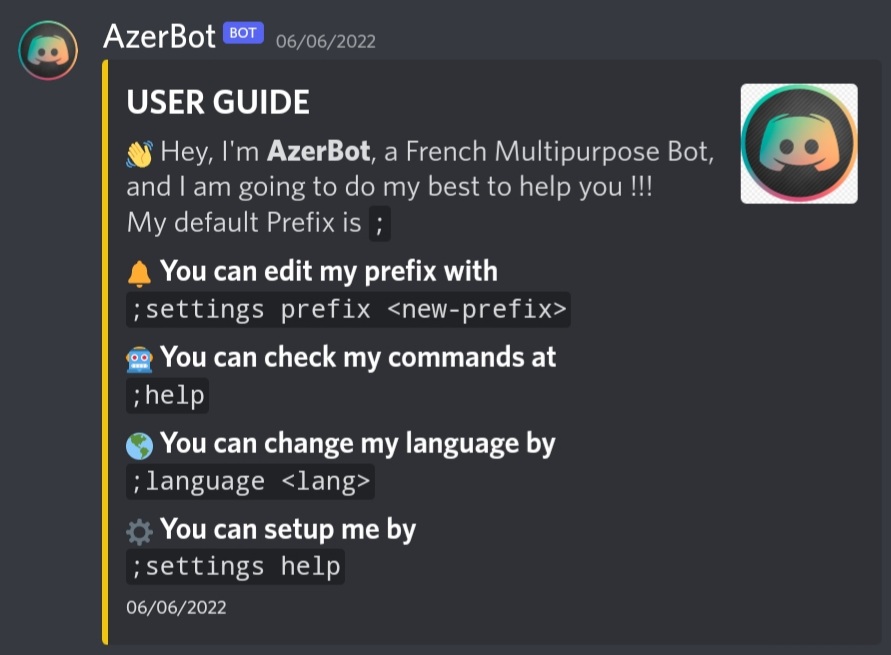 AzerBot BOT 06/06/2022
USER GUIDE
👋 Hey, I'm AzerBot, a French Multipurpose Bot,
and I am going to do my best to help you !!!
My default Prefix is ;
🔔 You can edit my prefix with
;settings prefix <new-prefix>
🤖 You can check my commands at
;help
🌎 You can change my language by
;language <lang>
⚙️ You can setup me by
;settings help
06/06/2022